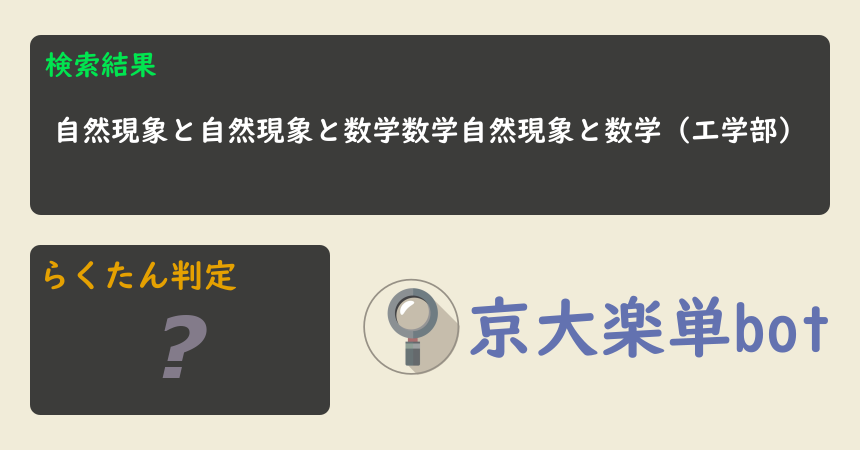 検索結果
自然現象と自然現象と数学数学自然現象と数学（工学部）
らくたん判定
?
京大楽単bot